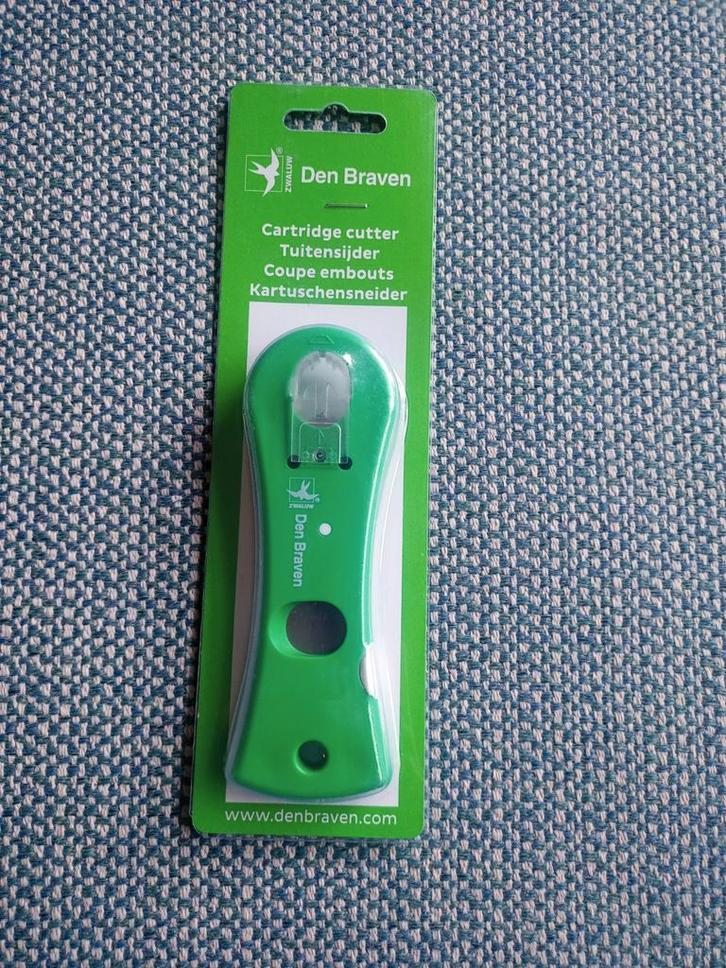 ZWALUW®
Den Braven
Cartridge cutter
Tuitensijder
Coupe embouts
Kartuschensneider
ZWALUW®
Den Braven
www.denbraven.com